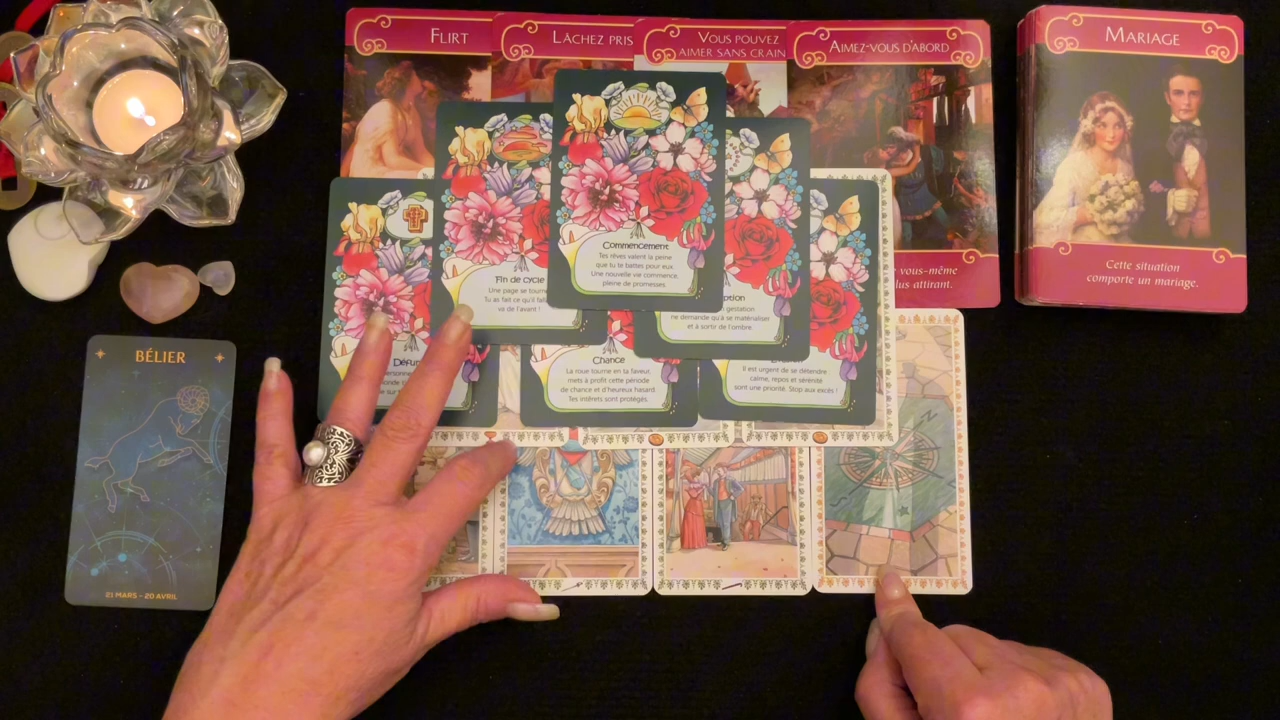 FLIRT
LÂCHEZ PRIS
VOUS POUVEZ
AIMER SANS CRAIN
AIMEZ-VOUS D'ABORD
MARIAGE
vous-même
lus attirant.
Cette situation
comporte un mariage.
Commencement
Tes rêves valent la peine
que tu te battes pour eux.
Une nouvelle vie commence,
pleine de promesses.
Fin de cycle
Une page se tourne
Tu as fait ce qu'il fall
va de l'avant !
ption
gestation
ne demande qu'à se matérialiser
et à sortir de l'ombre.
Défun
Chance
La roue tourne en ta faveur,
mets à profit cette période
de chance et d'heureux hasard.
Tes intérêts sont protégés.
Il est urgent de se détendre
calme, repos et sérénité
sont une priorité. Stop aux excès !
BÉLIER
21 MARS - 20 AVRIL